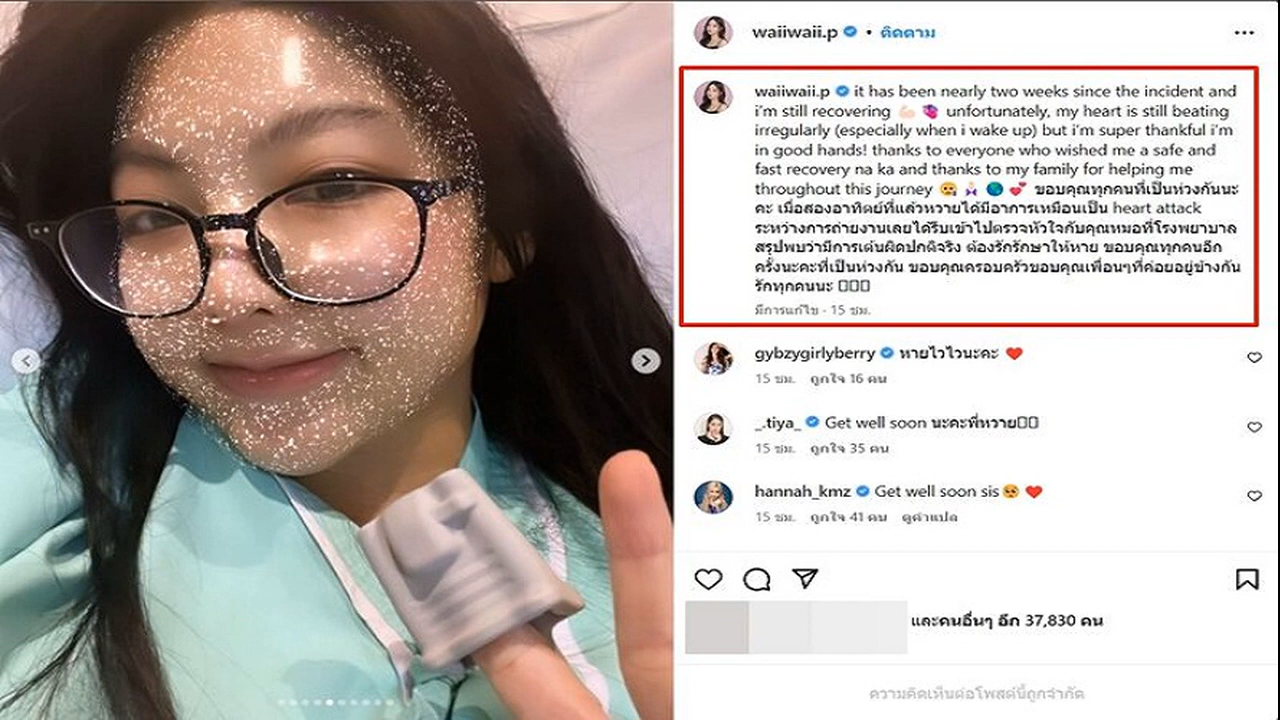 waiiwaii.p • ติดตาม
waiiwaii.p it has been nearly two weeks since the incident and
i'm still recovering 💪🏻 🫀 unfortunately, my heart is still beating
irregularly (especially when i wake up) but i'm super thankful i'm
in good hands! thanks to everyone who wished me a safe and
fast recovery na ka and thanks to my family for helping me
throughout this journey ขอบคุณทุกคนที่เป็นห่วงกันนะ
คะ เมื่อสองอาทิตย์ที่แล้วหวายได้มีอาการเหมือนเป็น heart attack
ระหว่างการถ่ายงานเลยได้รีบเข้าไปตรวจหัวใจกับคุณหมอที่โรงพยาบาล
สรุปพบว่ามีการเต้นผิดปกติจริง ต้องรักรักษาให้หาย ขอบคุณทุกคนอีก
ครั้งนะคะที่เป็นห่วงกัน ขอบคุณครอบครัวขอบคุณเพื่อนๆที่ค่อยอยู่ข้างกัน
รักทุกคนนะ
มีการแก้ไข · 15 ชม.
gybzygirlyberry หายไวไวนะคะ ❤️
15 ชม. ถูกใจ 16 คน
_.tiya_ Get well soon นะคะพี่หวาย
15 ชม. ถูกใจ 35 คน
hannah_kmz Get well soon sis🥺 ❤️
15 ชม. ถูกใจ 41 คน ดูคำแปล
และคนอื่นๆ อีก 37,830 คน
ความคิดเห็นต่อโพสต์นี้ถูกจำกัด